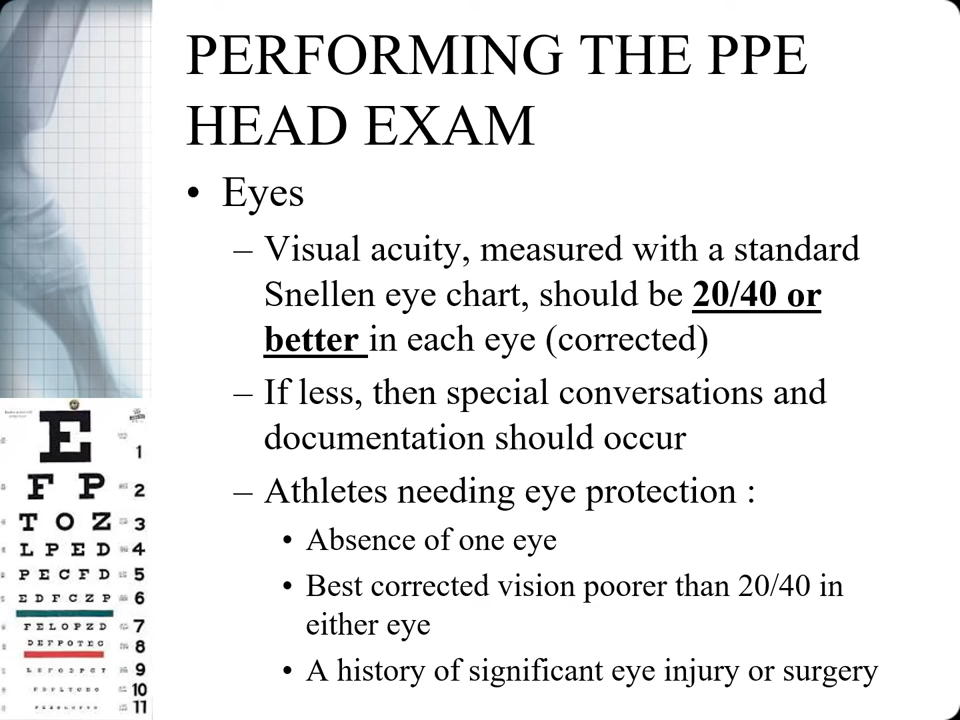 PERFORMING THE PPE
HEAD EXAM
• Eyes
– Visual acuity, measured with a standard
Snellen eye chart, should be 20/40 or
better in each eye (corrected)
– If less, then special conversations and
documentation should occur
– Athletes needing eye protection :
• Absence of one eye
• Best corrected vision poorer than 20/40 in
either eye
• A history of significant eye injury or surgery
E 1
F P 2
T O Z 3
L P E D 4
P E C F D 5
E D F C Z P 6
F E L O P Z D 7
D E F P O T E C 8
9
10
11